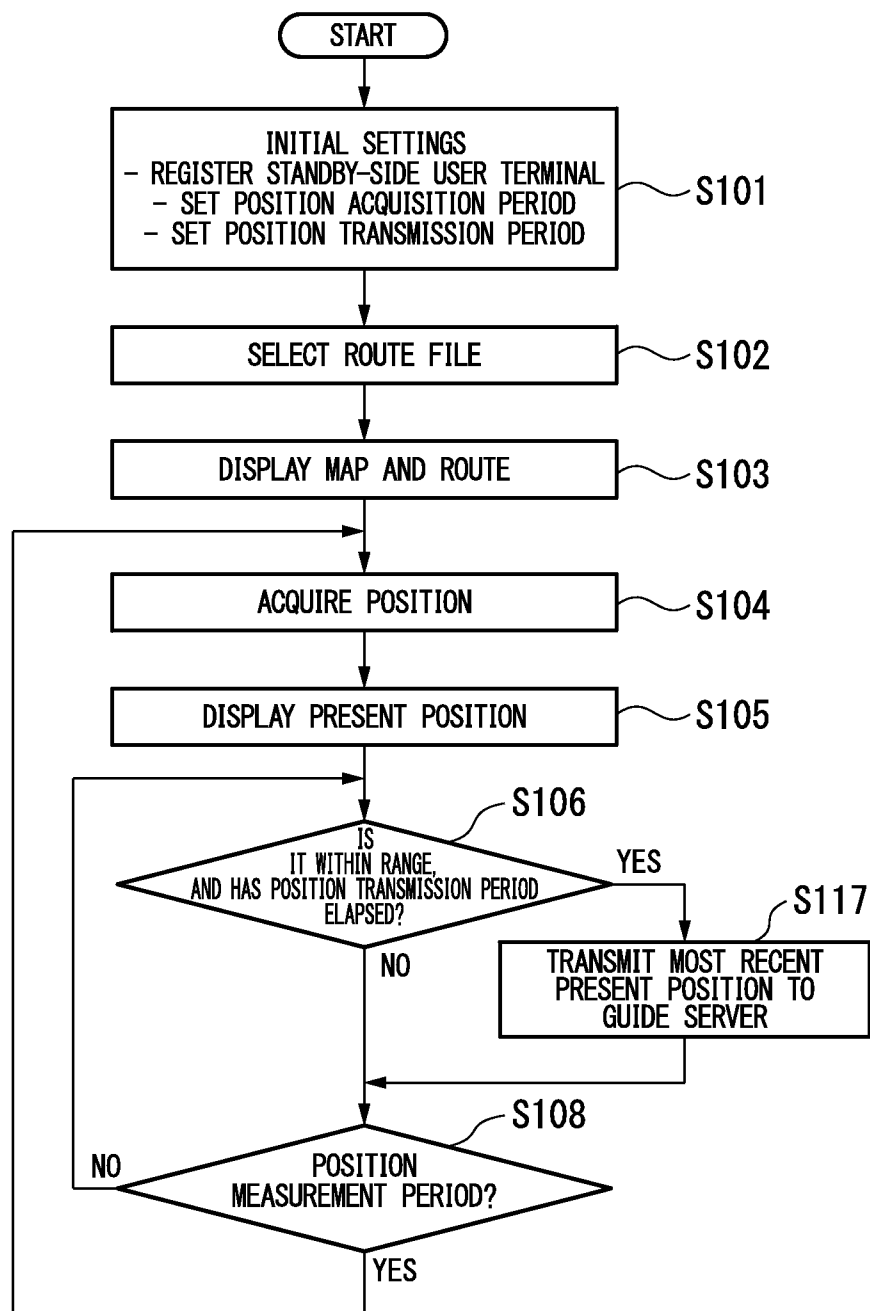 START
INITIAL SETTINGS
- REGISTER STANDBY-SIDE USER TERMINAL
- SET POSITION ACQUISITION PERIOD
- SET POSITION TRANSMISSION PERIOD
S101
SELECT ROUTE FILE
S102
DISPLAY MAP AND ROUTE
S103
ACQUIRE POSITION
S104
DISPLAY PRESENT POSITION
S105
S106
IS
IT WITHIN RANGE,
AND HAS POSITION TRANSMISSION PERIOD
ELAPSED?
YES
NO
S117
TRANSMIT MOST RECENT
PRESENT POSITION TO
GUIDE SERVER
S108
POSITION
MEASUREMENT PERIOD?
NO
YES